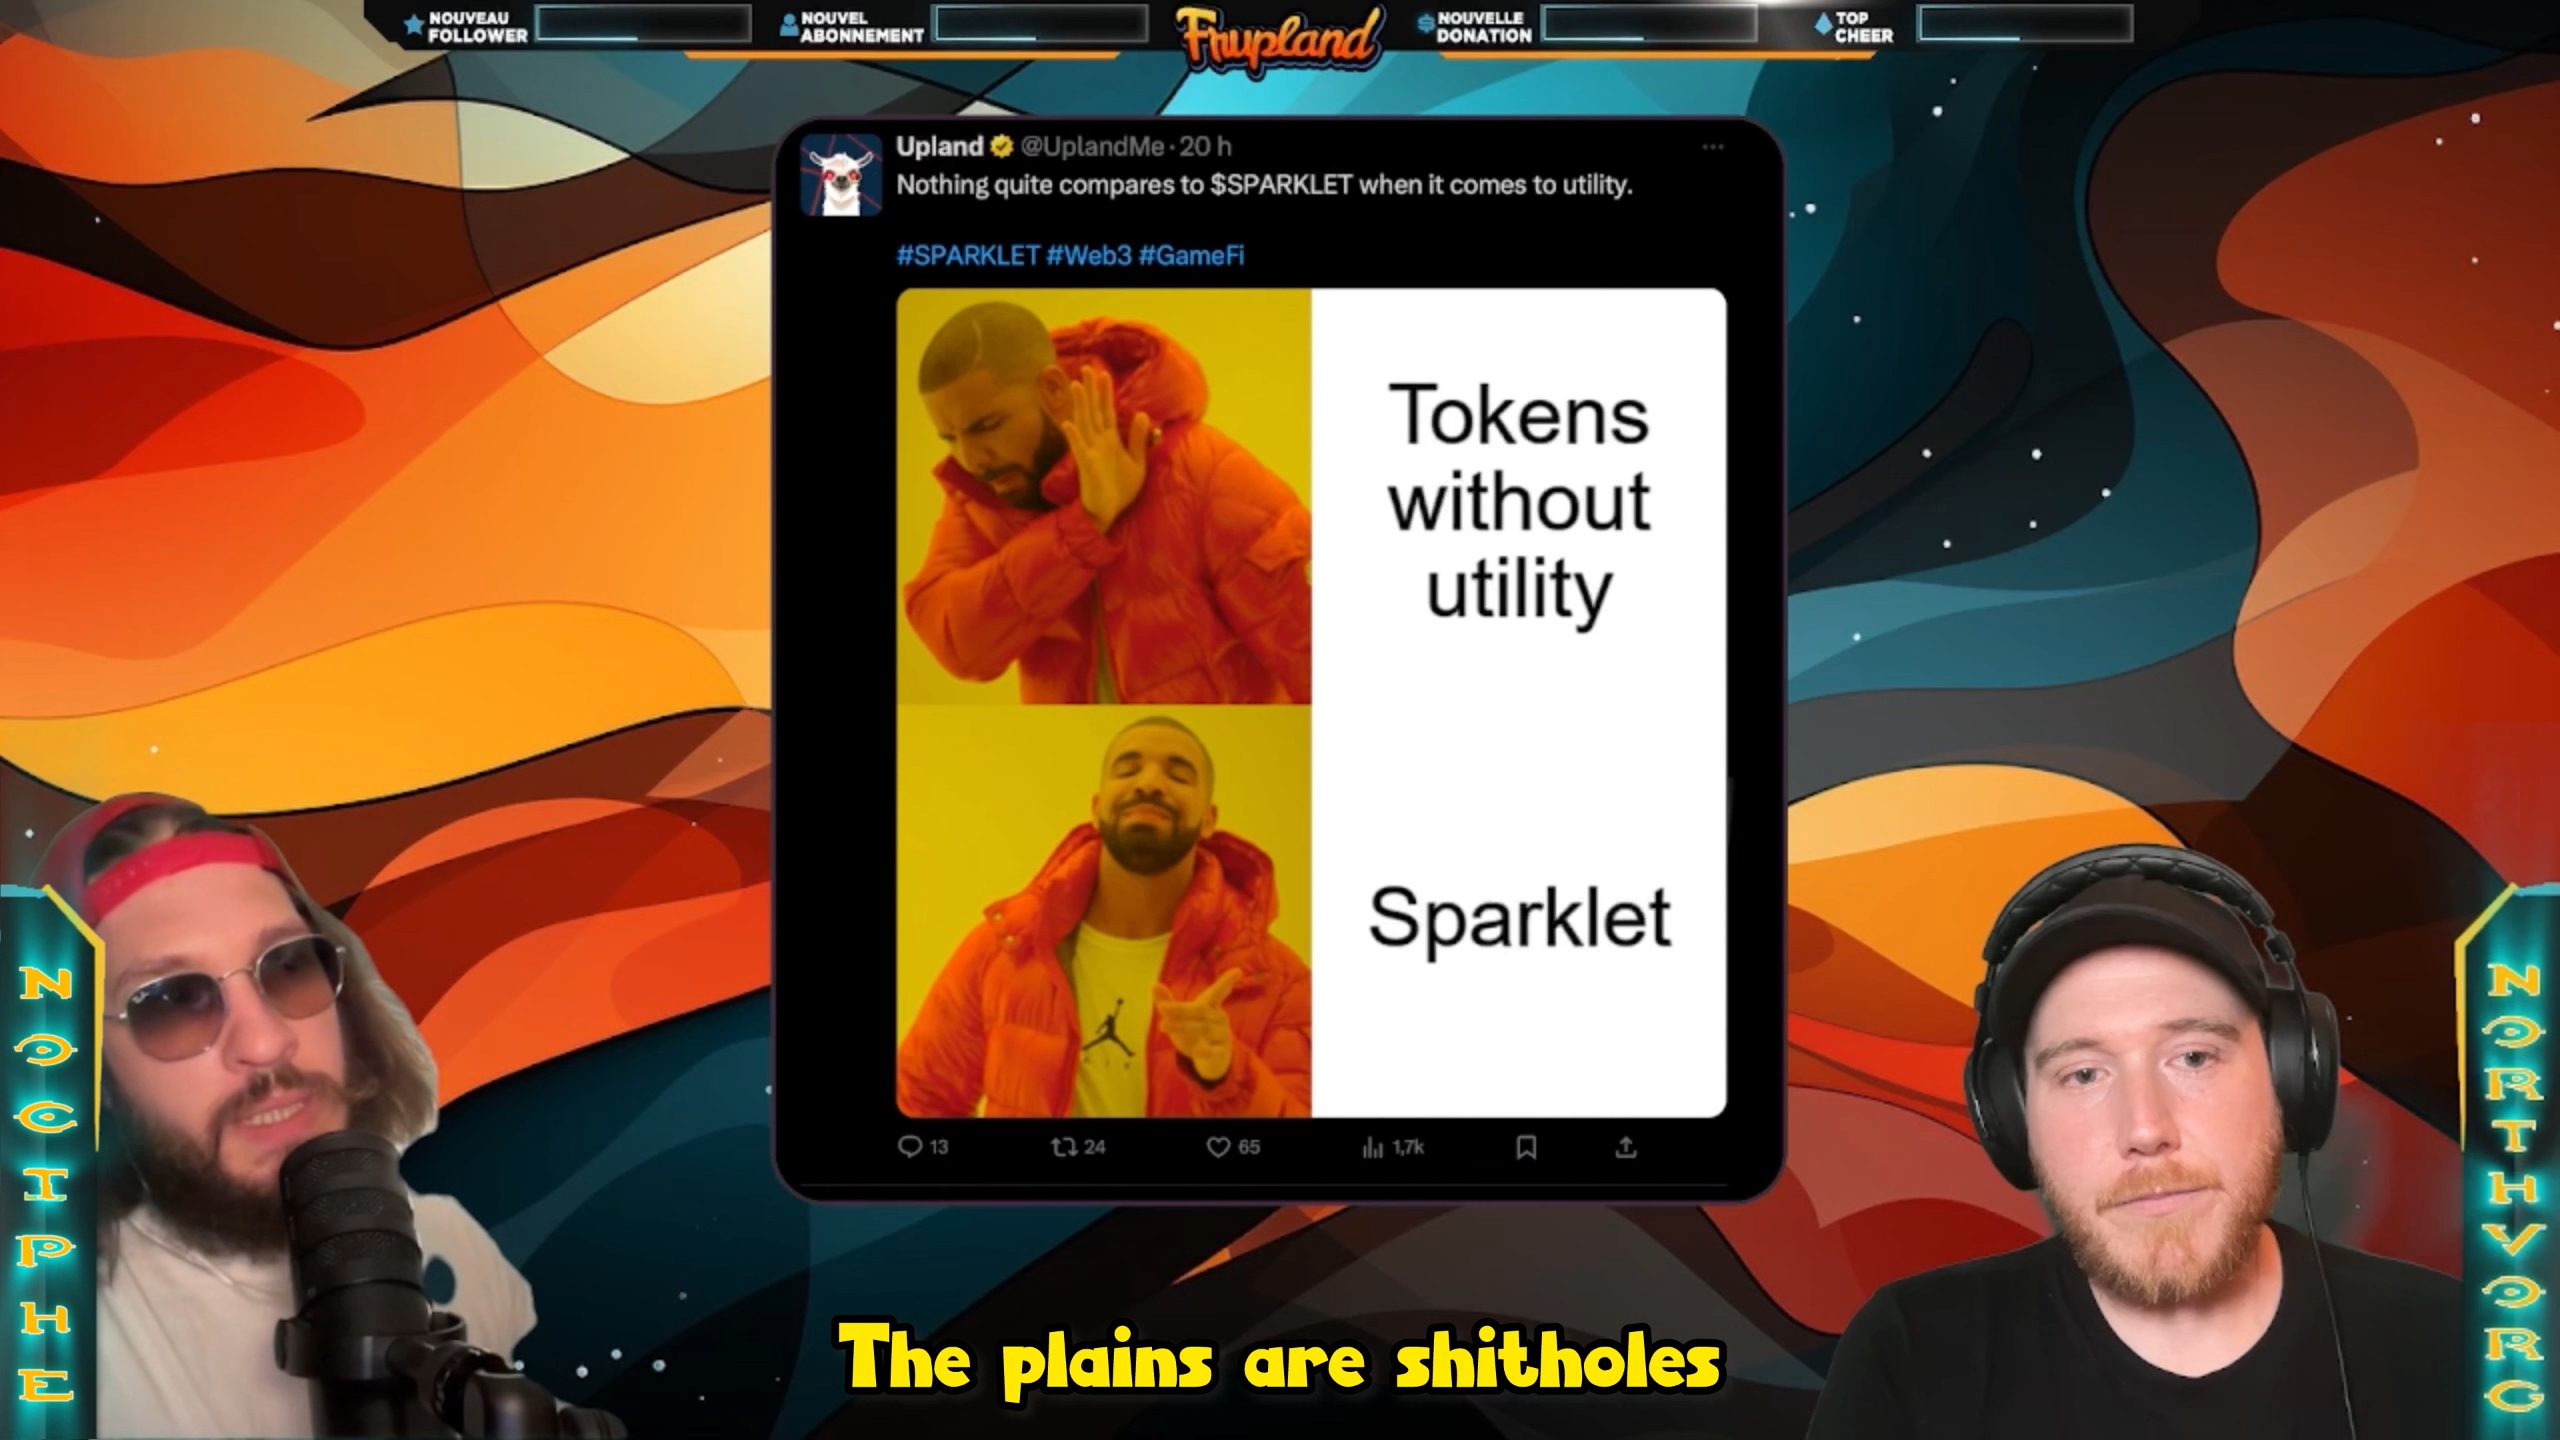 NOUVEAU
FOLLOWER
NOUVEL
ABONNEMENT
Frupland
NOUVELLE
DONATION
TOP
CHEER
Upland @UplandMe · 20 h
Nothing quite compares to $SPARKLET when it comes to utility.
#SPARKLET #Web3 #GameFi
Tokens
without
utility
Sparklet
13 24 65 1,7k
NOCIPHE
NORTHVORG
The plains are shitholes